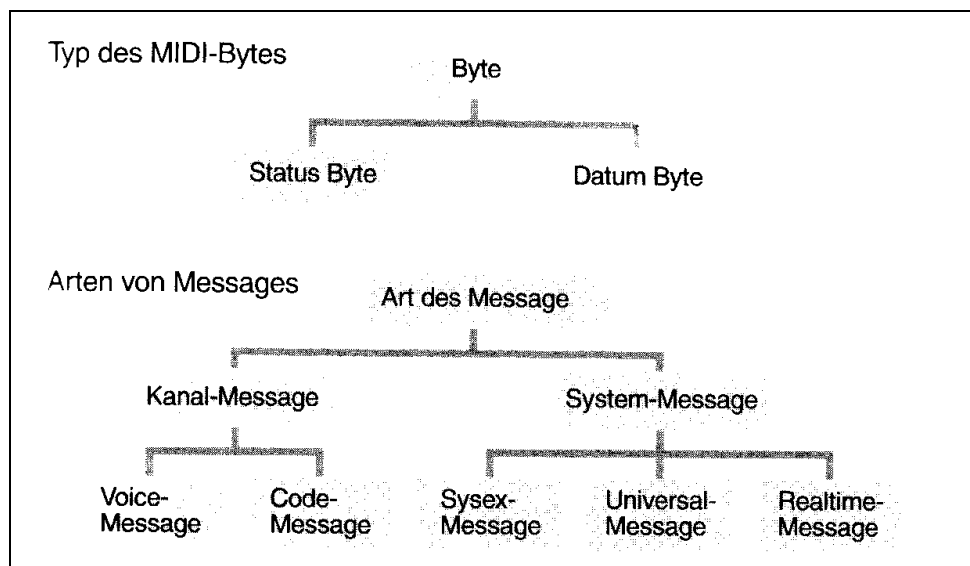 Typ des MIDI-Bytes
Byte
Status Byte
Datum Byte
Arten von Messages
Art des Message
Kanal-Message
System-Message
Voice-
Message
Code-
Message
Sysex-
Message
Universal-
Message
Realtime-
Message